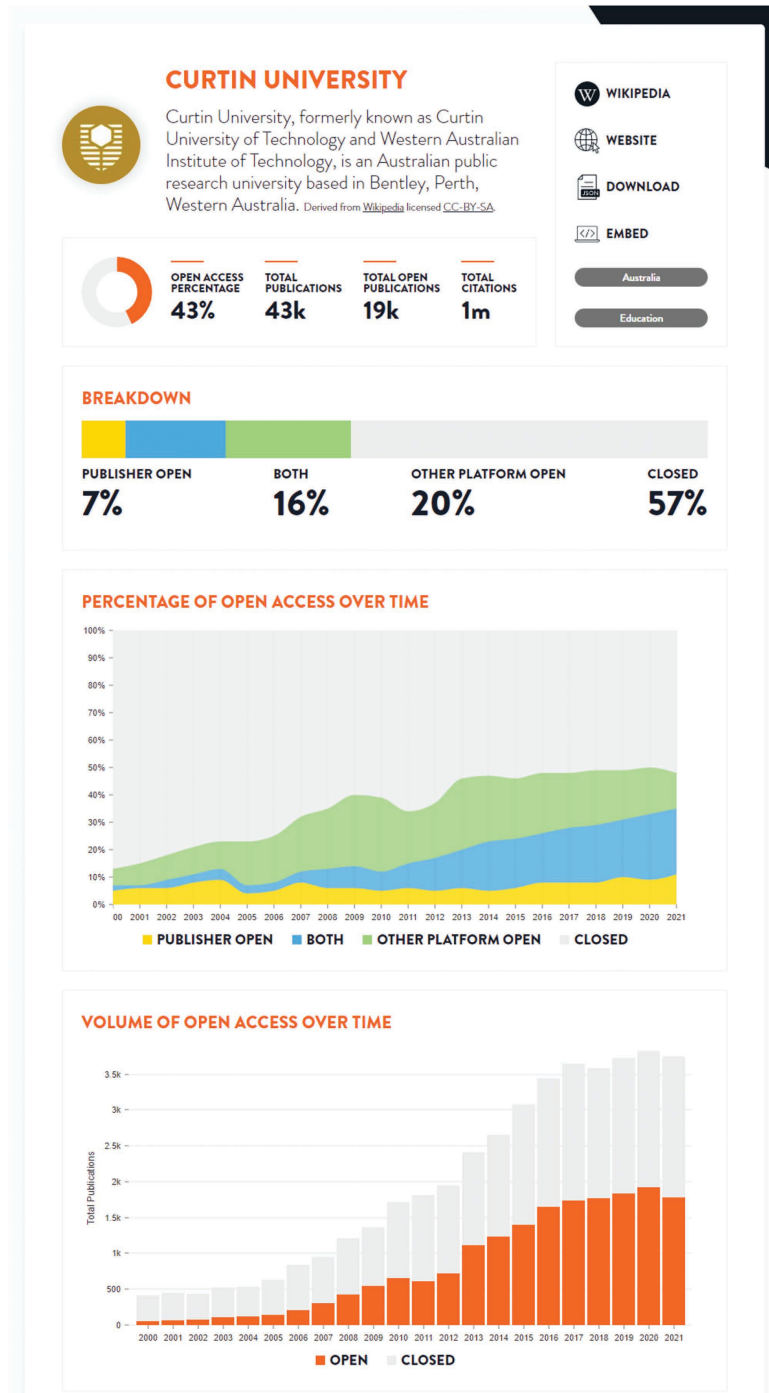 CURTIN UNIVERSITY
Curtin University, formerly known as Curtin
University of Technology and Western Australian
Institute of Technology, is an Australian public
research university based in Bentley, Perth,
Western Australia. Derived from Wikipedia licensed CC-BY-SA.
W WIKIPEDIA
WEBSITE
JSON DOWNLOAD
</> EMBED
Australia
Education
OPEN ACCESS
PERCENTAGE
43%
TOTAL
PUBLICATIONS
43k
TOTAL OPEN
PUBLICATIONS
19k
TOTAL
CITATIONS
1m
BREAKDOWN
PUBLISHER OPEN
7%
BOTH
16%
OTHER PLATFORM OPEN
20%
CLOSED
57%
PERCENTAGE OF OPEN ACCESS OVER TIME
100%
90%
80%
70%
60%
50%
40%
30%
20%
10%
0%
00 2001 2002 2003 2004 2005 2006 2007 2008 2009 2010 2011 2012 2013 2014 2015 2016 2017 2018 2019 2020 2021
PUBLISHER OPEN BOTH OTHER PLATFORM OPEN CLOSED
VOLUME OF OPEN ACCESS OVER TIME
Total Publications
3.5k
3k
2.5k
2k
1.5k
1k
500
0
2000 2001 2002 2003 2004 2005 2006 2007 2008 2009 2010 2011 2012 2013 2014 2015 2016 2017 2018 2019 2020 2021
OPEN CLOSED